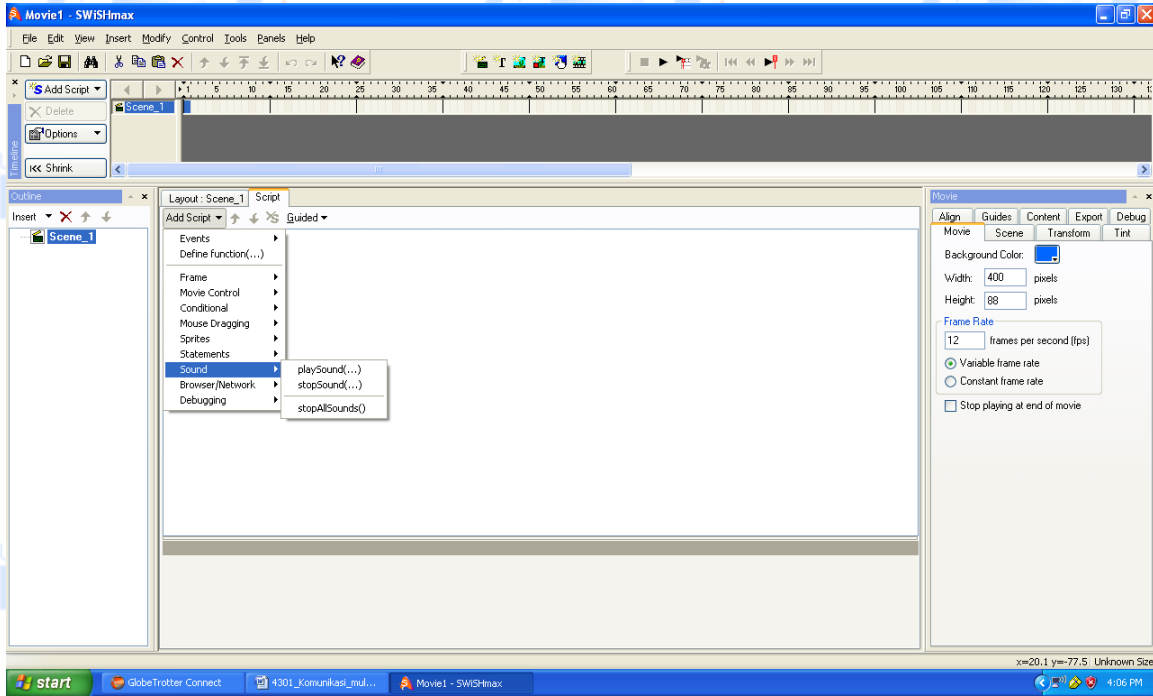 Movie1 - SWiSHmax
File Edit View Insert Modify Control Tools Panels Help
Add Script
1 5 10 15 20 25 30 35 40 45 50 55 60 65 70 75 80 85 90 95 100 105 110 115 120 125 130
Delete
Scene_1
Options
Timeline
Shrink
Outline
Insert
Scene_1
Layout : Scene_1 Script
Add Script Guided
Events
Define function(...)
Frame
Movie Control
Conditional
Mouse Dragging
Sprites
Statements
Sound
Browser/Network
Debugging
playSound(...)
stopSound(...)
stopAllSounds()
Movie
Align Guides Content Export Debug
Movie Scene Transform Tint
Background Color:
Width: 400 pixels
Height: 88 pixels
Frame Rate
12 frames per second (fps)
Variable frame rate
Constant frame rate
Stop playing at end of movie
x=20.1 y=-77.5 Unknown Size
start GlobeTrotter Connect 4301_Komunikasi_mul... Movie1 - SWiSHmax 4:06 PM